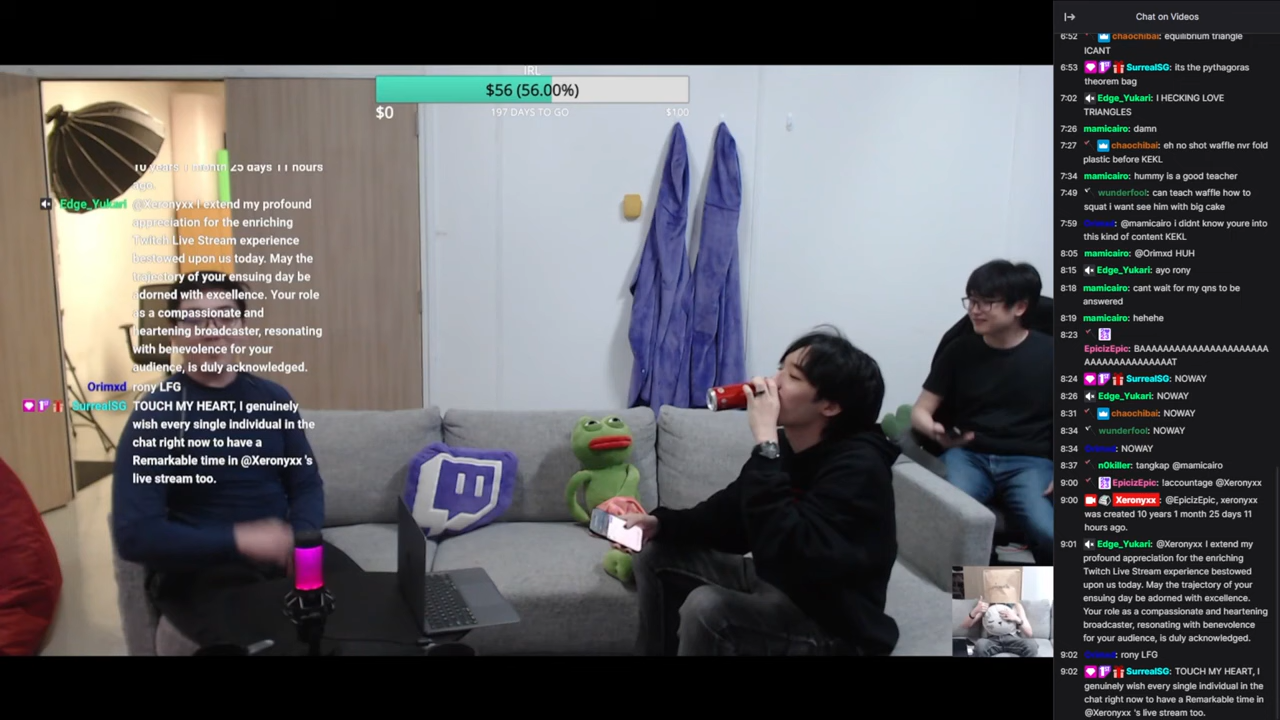 IRL
$56 (56.00%)
$0
197 DAYS TO GO
$100
10 years 1 month 25 days 11 hours
ago.
Edge_Yukari @Xeronyxx I extend my
profound
appreciation for the enriching
Twitch Live Stream experience
bestowed upon us today. May the
trajectory of your ensuing day be
adorned with excellence. Your role
as a compassionate and
heartening broadcaster, resonating
with benevolence for your
audience, is duly acknowledged.
Orimxd rony LFG
SurrealSG TOUCH MY HEART, I genuinely
wish every single individual in the
chat right now to have a
Remarkable time in @Xeronyxx 's
live stream too.
Chat on Videos
6:52 chaochibai: equilibrium triangle
ICANT
6:53 SurrealSG: its the pythagoras
theorem bag
7:02 Edge_Yukari: I HECKING LOVE
TRIANGLES
7:26 mamicairo: damn
7:27 chaochibai: eh no shot waffle nvr fold
plastic before KEKL
7:34 mamicairo: hummy is a good teacher
7:49 wunderfool: can teach waffle how to
squat i want see him with big cake
7:59 Orimxd: @mamicairo i didnt know youre into
this kind of content KEKL
8:05 mamicairo: @Orimxd HUH
8:15 Edge_Yukari: ayo rony
8:18 mamicairo: cant wait for my qns to be
answered
8:19 mamicairo: hehehe
8:23
EpicizEpic: BAAAAAAAAAAAAAAAAAAAAA
AAAAAAAAAAAAAAAAT
8:24 SurrealSG: NOWAY
8:26 Edge_Yukari: NOWAY
8:31 chaochibai: NOWAY
8:34 wunderfool: NOWAY
8:34 Orimxd: NOWAY
8:37 n0killer: tangkap @mamicairo
9:00 EpicizEpic: !accountage @Xeronyxx
9:00 Xeronyxx: @EpicizEpic, xeronyxx
was created 10 years 1 month 25 days 11
hours ago.
9:01 Edge_Yukari: @Xeronyxx I extend my
profound appreciation for the enriching
Twitch Live Stream experience bestowed
upon us today. May the trajectory of your
ensuing day be adorned with excellence.
Your role as a compassionate and heartening
broadcaster, resonating with benevolence
for your audience, is duly acknowledged.
9:02 Orimxd: rony LFG
9:02 SurrealSG: TOUCH MY HEART, I
genuinely wish every single individual in the
chat right now to have a Remarkable time in
@Xeronyxx 's live stream too.